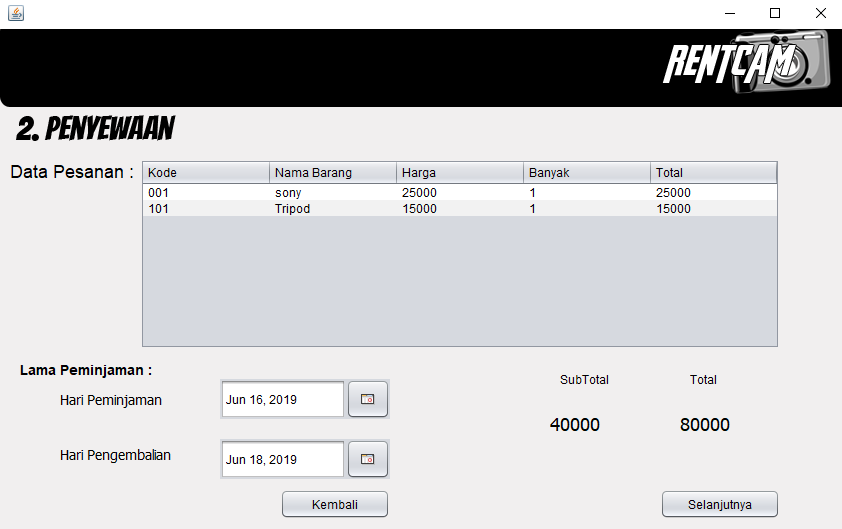 RENTCAM
2. PENYEWAAN
Data Pesanan :
Kode Nama Barang Harga Banyak Total
001 sony 25000 1 25000
101 Tripod 15000 1 15000
Lama Peminjaman :
Hari Peminjaman Jun 16, 2019
Hari Pengembalian Jun 18, 2019
SubTotal Total
40000 80000
Kembali Selanjutnya